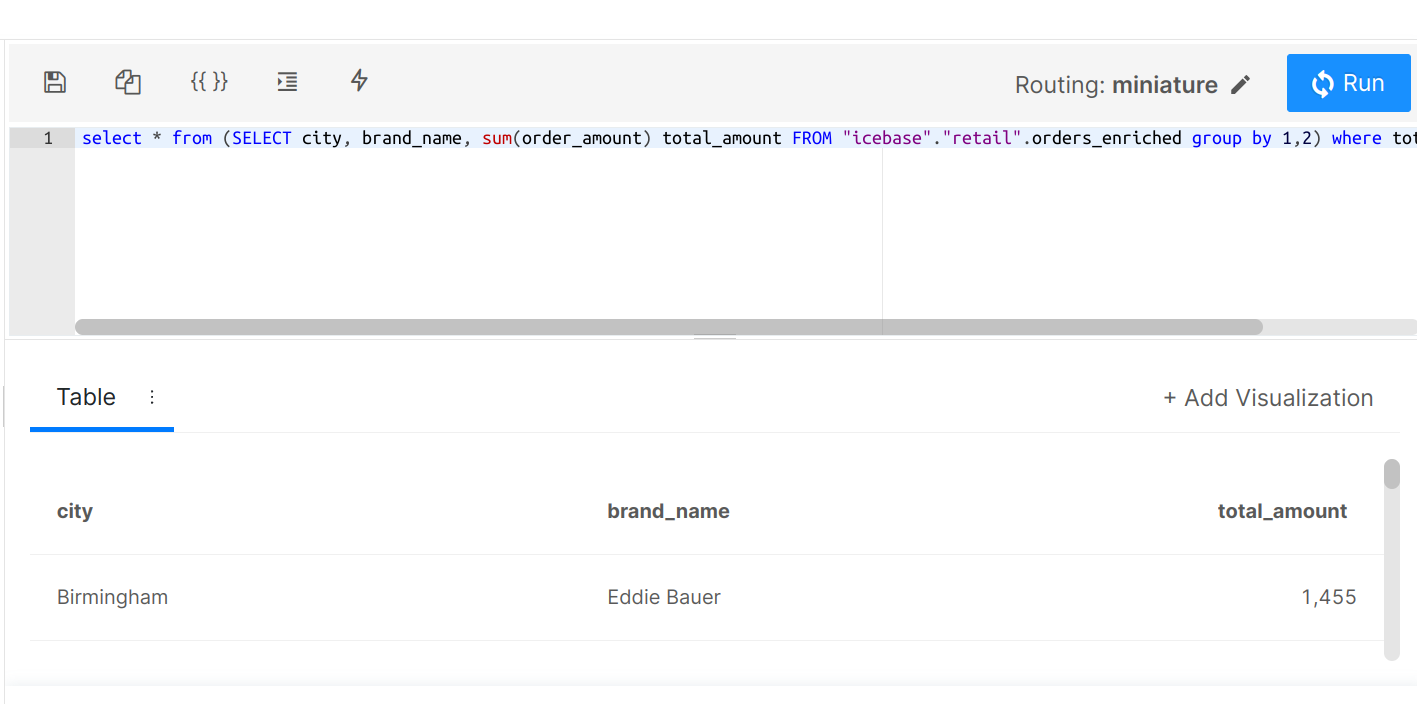 {{ }}
Routing: miniature
Run
1 select * from (SELECT city, brand_name, sum(order_amount) total_amount FROM "icebase"."retail".orders_enriched group by 1,2) where tot
Table
+ Add Visualization
city brand_name total_amount
Birmingham Eddie Bauer 1,455